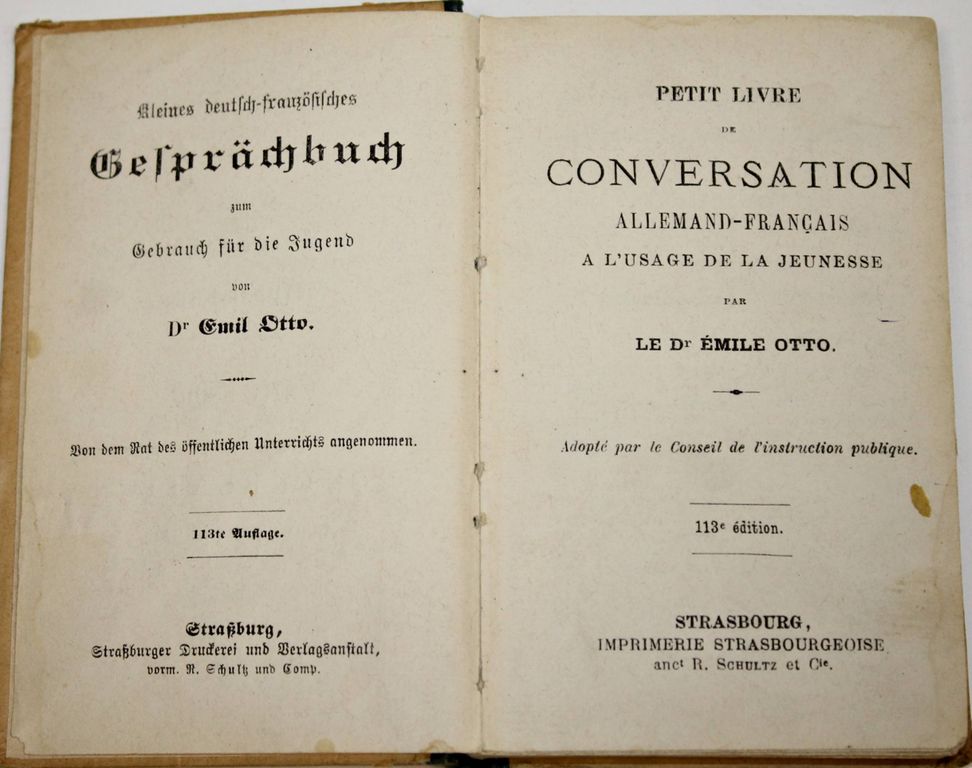 Kleines deutsch-französisches
Gesprächbuch
zum
Gebrauch für die Jugend
von
Dr Emil Otto.
Von dem Rat des öffentlichen Unterrichts angenommen.
113te Auflage.
Straßburg,
Straßburger Druckerei und Verlagsanstalt,
vorm. R. Schultz und Comp.
PETIT LIVRE
DE
CONVERSATION
ALLEMAND-FRANÇAIS
A L'USAGE DE LA JEUNESSE
PAR
LE Dr ÉMILE OTTO.
Adopté par le Conseil de l'instruction publique.
113e édition.
STRASBOURG,
IMPRIMERIE STRASBOURGEOISE
anct R. SCHULTZ et Cie.